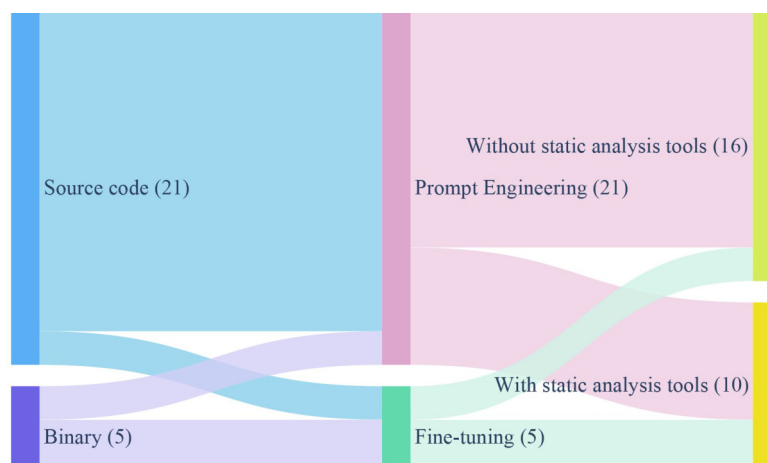 Without static analysis tools (16)
Source code (21)
Prompt Engineering (21)
With static analysis tools (10)
Binary (5)
Fine-tuning (5)